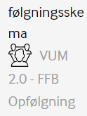 følgningsske
ma
VUM
2.0 - FFB
Opfølgning